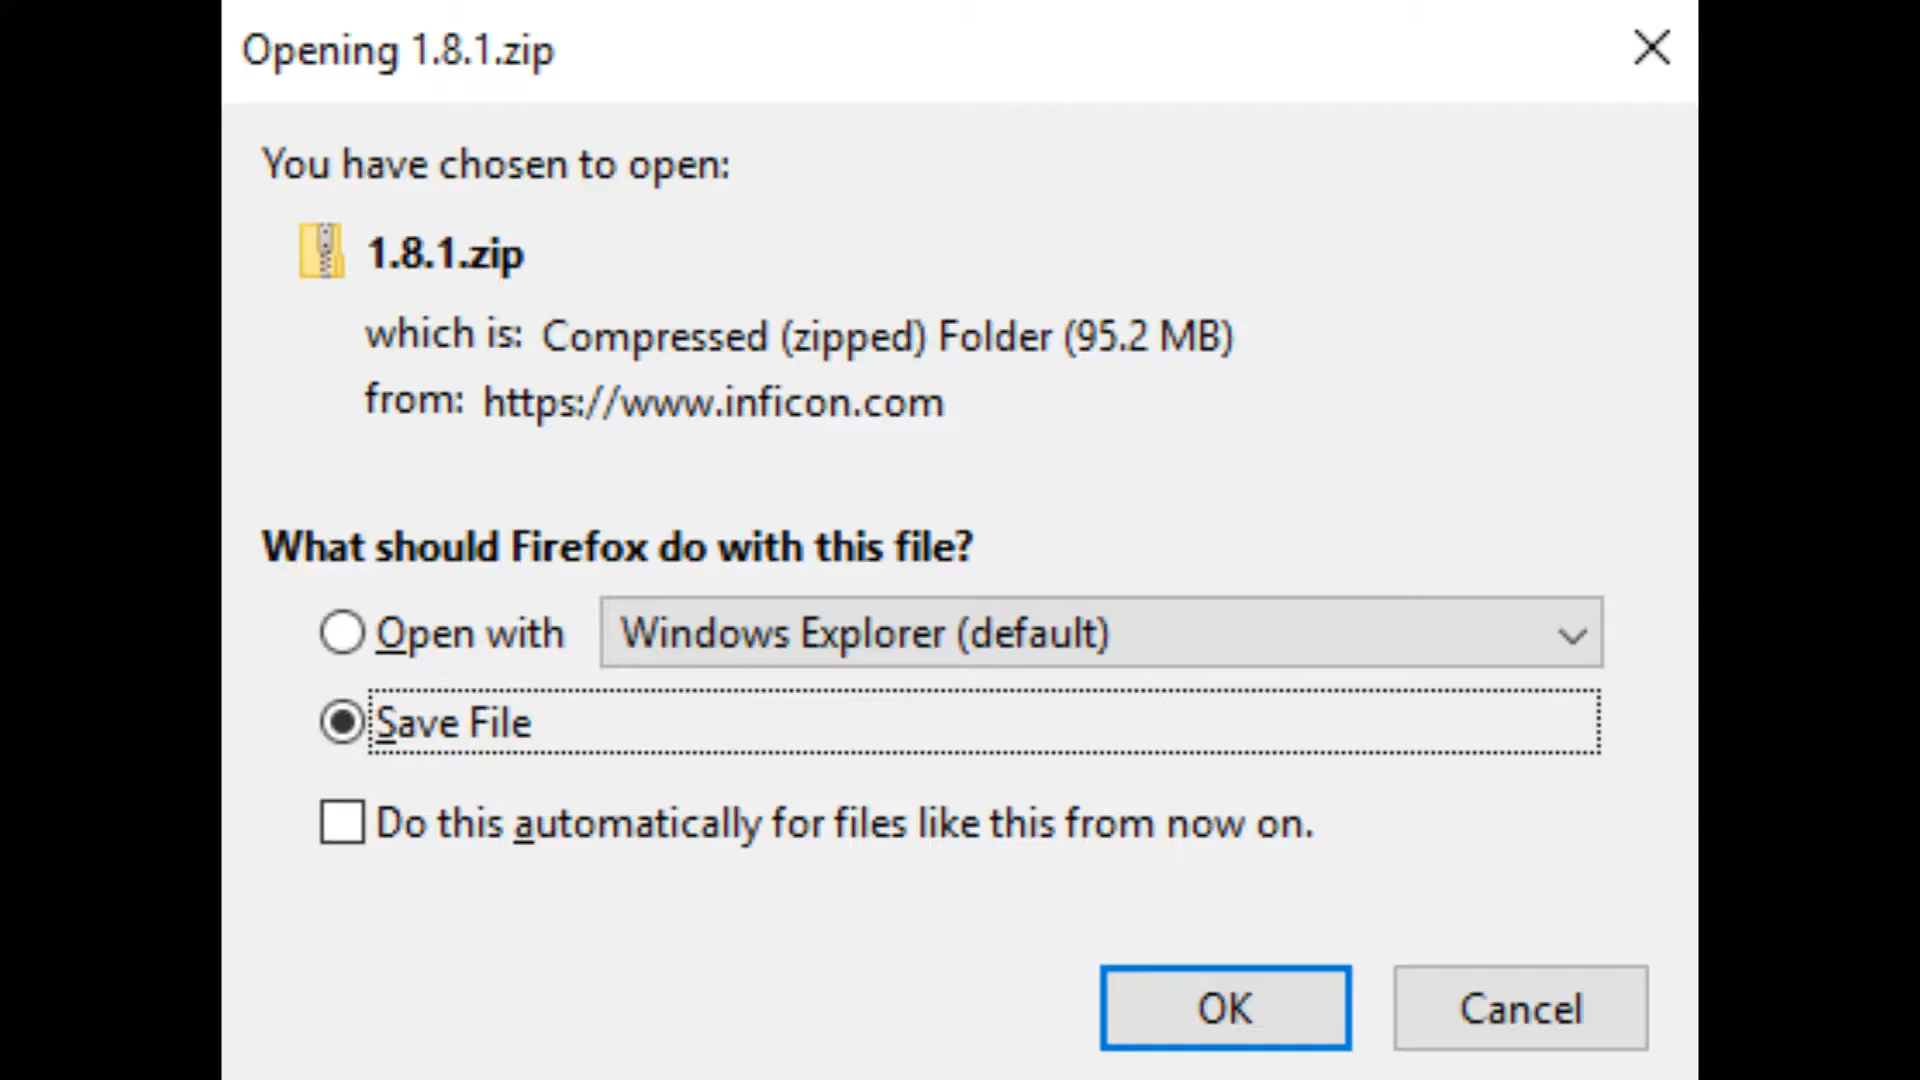 Opening 1.8.1.zip
You have chosen to open:
1.8.1.zip
which is: Compressed (zipped) Folder (95.2 MB)
from: https://www.inficon.com
What should Firefox do with this file?
Open with Windows Explorer (default)
Save File
Do this automatically for files like this from now on.
OK Cancel